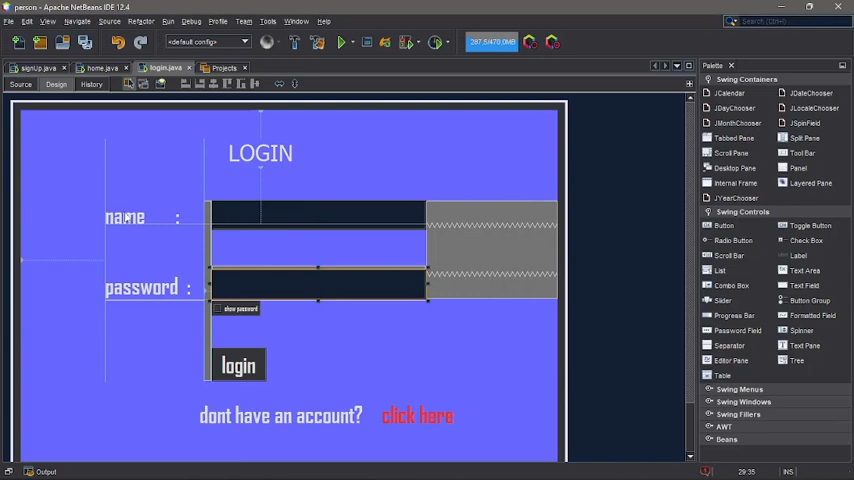 person - Apache NetBeans IDE 12.4
File Edit View Navigate Source Refactor Run Debug Profile Team Tools Window Help
Search (Ctrl+I)
<default config>
287,5/470,0MB
signUp.java home.java login.java Projects
Source Design History
LOGIN
name :
password :
show password
login
dont have an account? click here
Palette
Swing Containers
JCalendar JDateChooser
JDayChooser JLocaleChooser
JMonthChooser JSpinField
Tabbed Pane Split Pane
Scroll Pane Tool Bar
Desktop Pane Panel
Internal Frame Layered Pane
JYearChooser
Swing Controls
Button Toggle Button
Radio Button Check Box
Scroll Bar Label
List Text Area
Combo Box Text Field
Slider Button Group
Progress Bar Formatted Field
Password Field Spinner
Separator Text Pane
Editor Pane Tree
Table
Swing Menus
Swing Windows
Swing Fillers
AWT
Beans
Output
29:35 INS